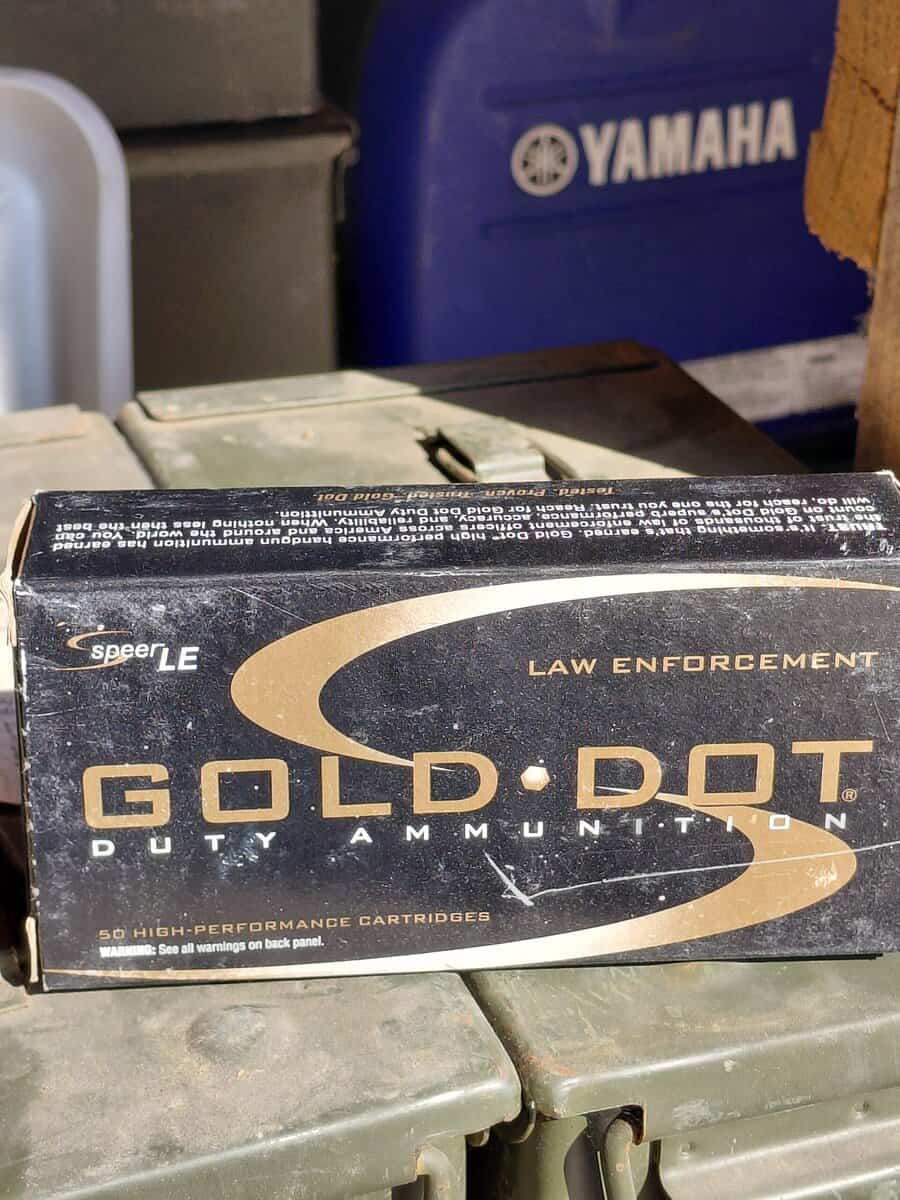 YAMAHA
It's something that's earned. Gold Dot® high performance handgun ammunition has earned
the trust of thousands of law enforcement officers across America and around the world. You can
count on Gold Dot's superb performance, accuracy, and reliability. When nothing less then the best
will do, reach for the one you trust. Reach for Gold Dot Duty Ammunition.
Tested. Proven. Trusted. Gold Dot
speer LE
LAW ENFORCEMENT
GOLD DOT®
DUTY AMMUNITION
50 HIGH-PERFORMANCE CARTRIDGES
WARNING: See all warnings on back panel.